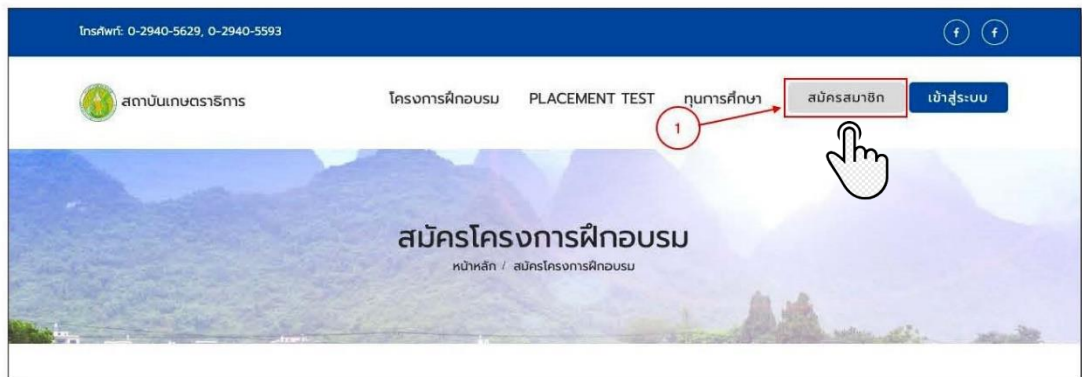 โทรศัพท์: 0-2940-5629, 0-2940-5593
สถาบันเกษตราธิการ
โครงการฝึกอบรม PLACEMENT TEST ทุนการศึกษา สมัครสมาชิก เข้าสู่ระบบ
1
สมัครโครงการฝึกอบรม
หน้าหลัก / สมัครโครงการฝึกอบรม